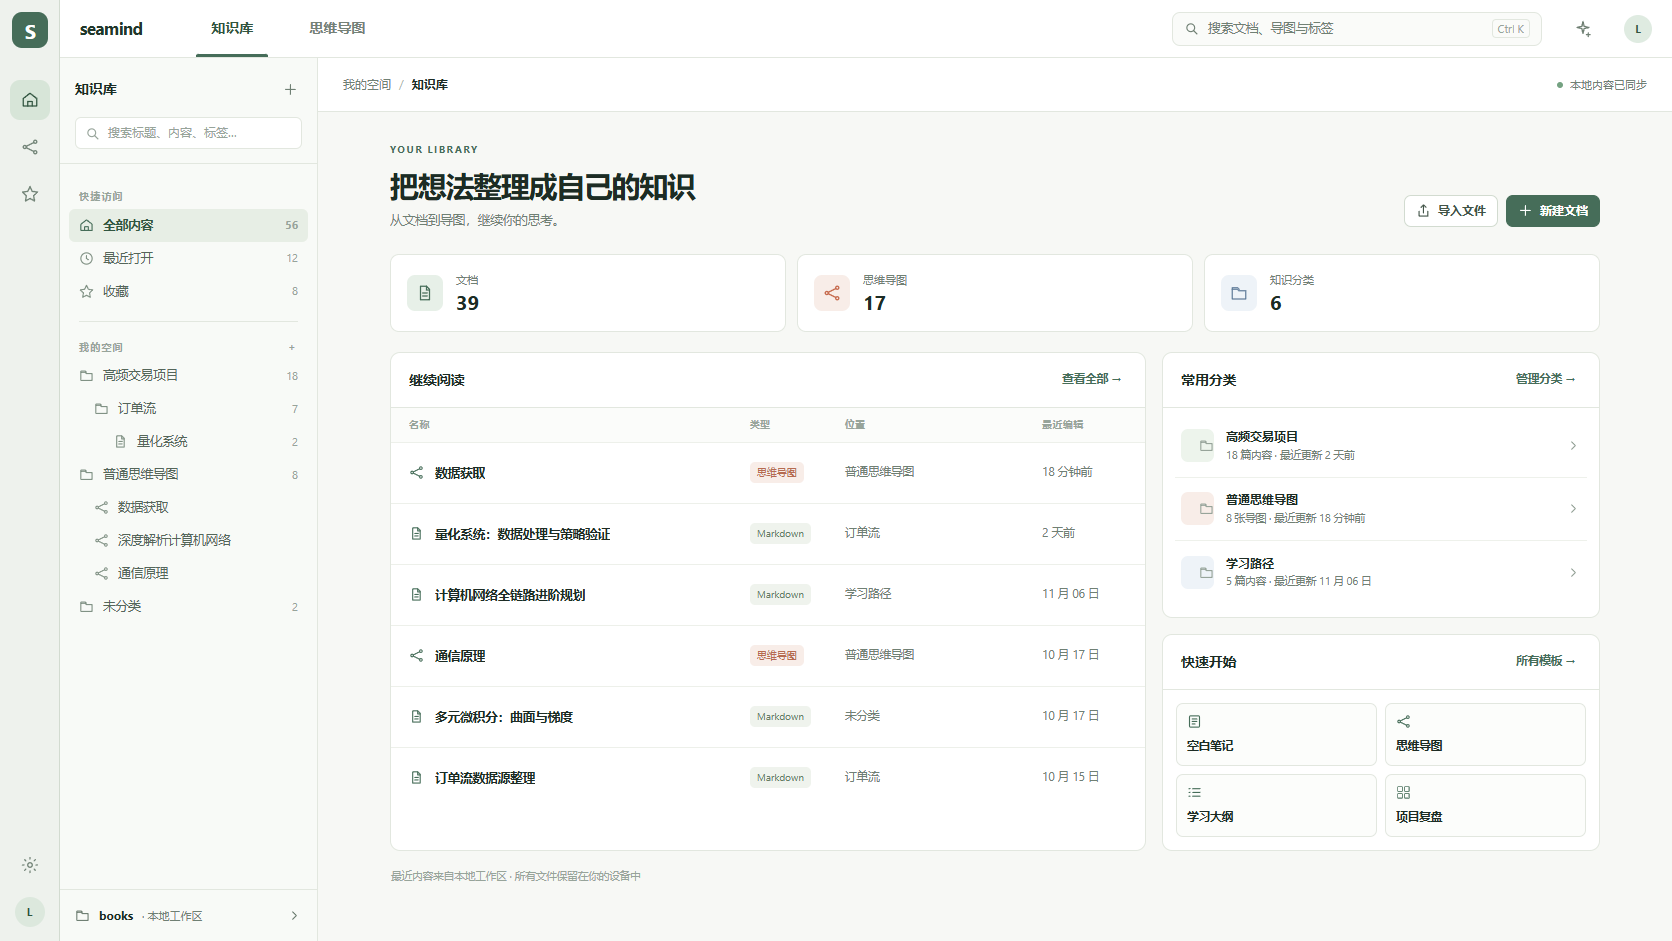 S
seamind
知识库
思维导图
搜索文档、导图与标签
Ctrl K
L
知识库
搜索标题、内容、标签...
快捷访问
全部内容 56
最近打开 12
收藏 8
我的空间 +
高频交易项目 18
订单流 7
量化系统 2
普通思维导图 8
数据获取
深度解析计算机网络
通信原理
未分类 2
L
books · 本地工作区
我的空间 / 知识库
本地内容已同步
YOUR LIBRARY
把想法整理成自己的知识
从文档到导图，继续你的思考。
导入文件
新建文档
文档
39
思维导图
17
知识分类
6
继续阅读
查看全部 →
名称 类型 位置 最近编辑
数据获取 思维导图 普通思维导图 18 分钟前
量化系统：数据处理与策略验证 Markdown 订单流 2 天前
计算机网络全链路进阶规划 Markdown 学习路径 11 月 06 日
通信原理 思维导图 普通思维导图 10 月 17 日
多元微积分：曲面与梯度 Markdown 未分类 10 月 17 日
订单流数据源整理 Markdown 订单流 10 月 15 日
常用分类
管理分类 →
高频交易项目
18 篇内容 · 最近更新 2 天前
普通思维导图
8 张导图 · 最近更新 18 分钟前
学习路径
5 篇内容 · 最近更新 11 月 06 日
快速开始
所有模板 →
空白笔记
思维导图
学习大纲
项目复盘
最近内容来自本地工作区 · 所有文件保留在你的设备中